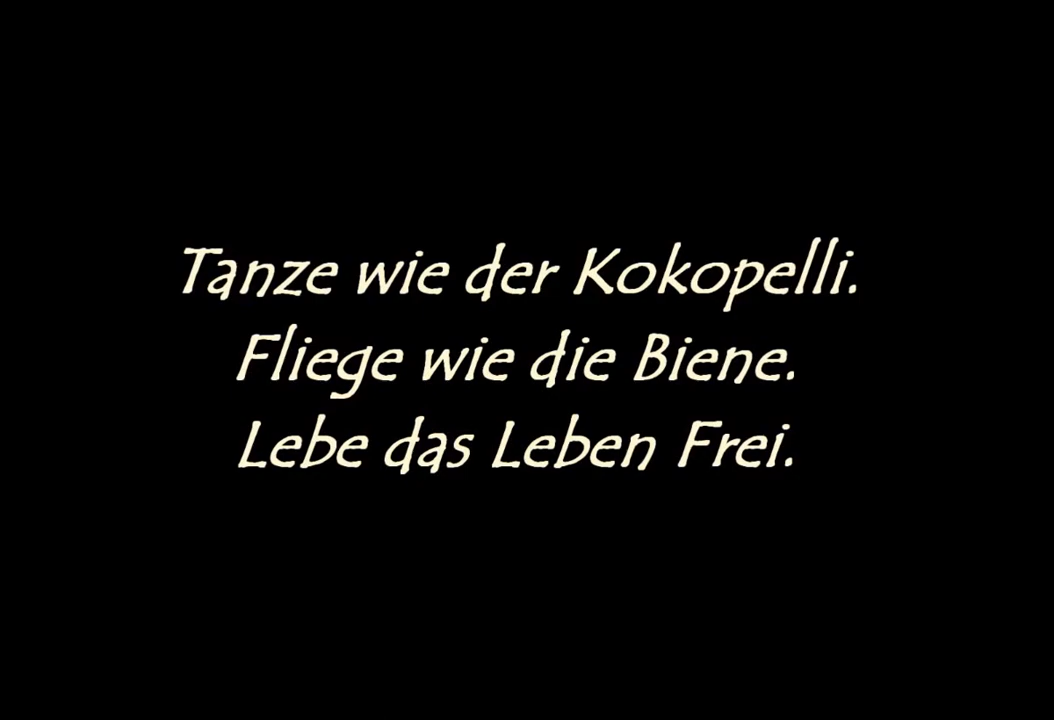 Tanze wie der Kokopelli.
Fliege wie die Biene.
Lebe das Leben Frei.